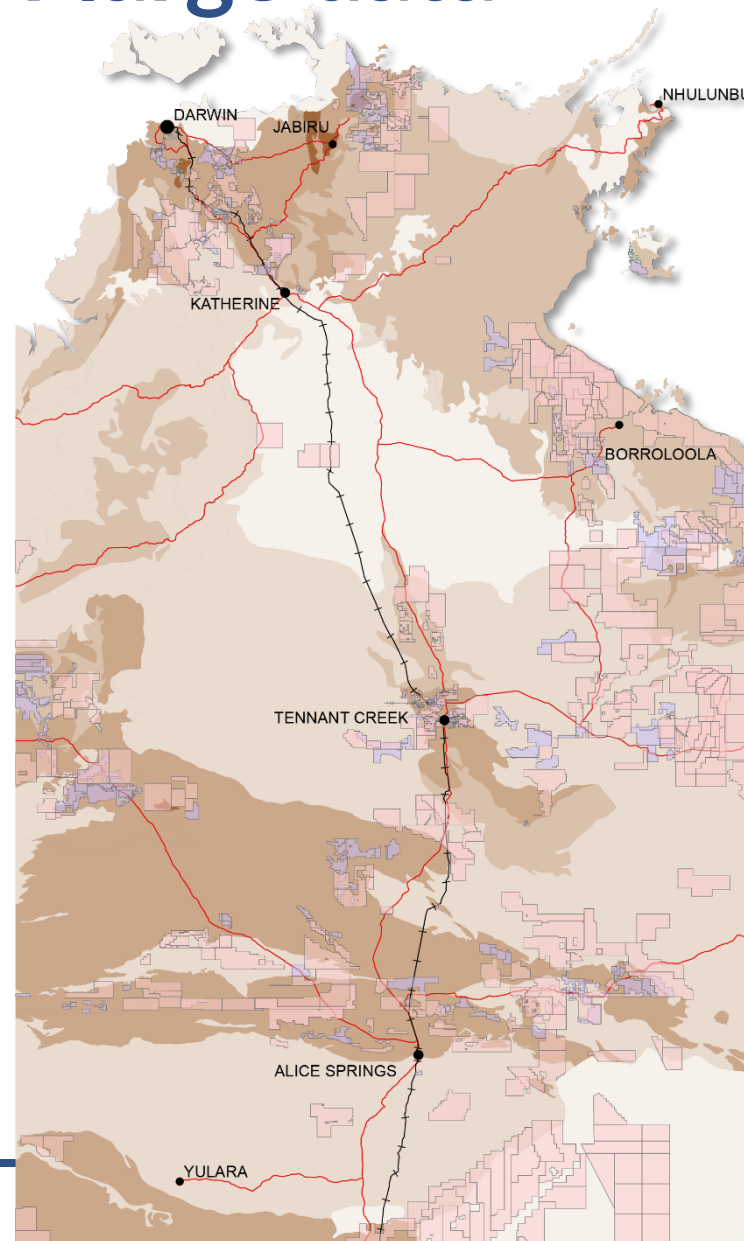 DARWIN
JABIRU
NHULUNBU
KATHERINE
BORROLOOLA
TENNANT CREEK
ALICE SPRINGS
YULARA